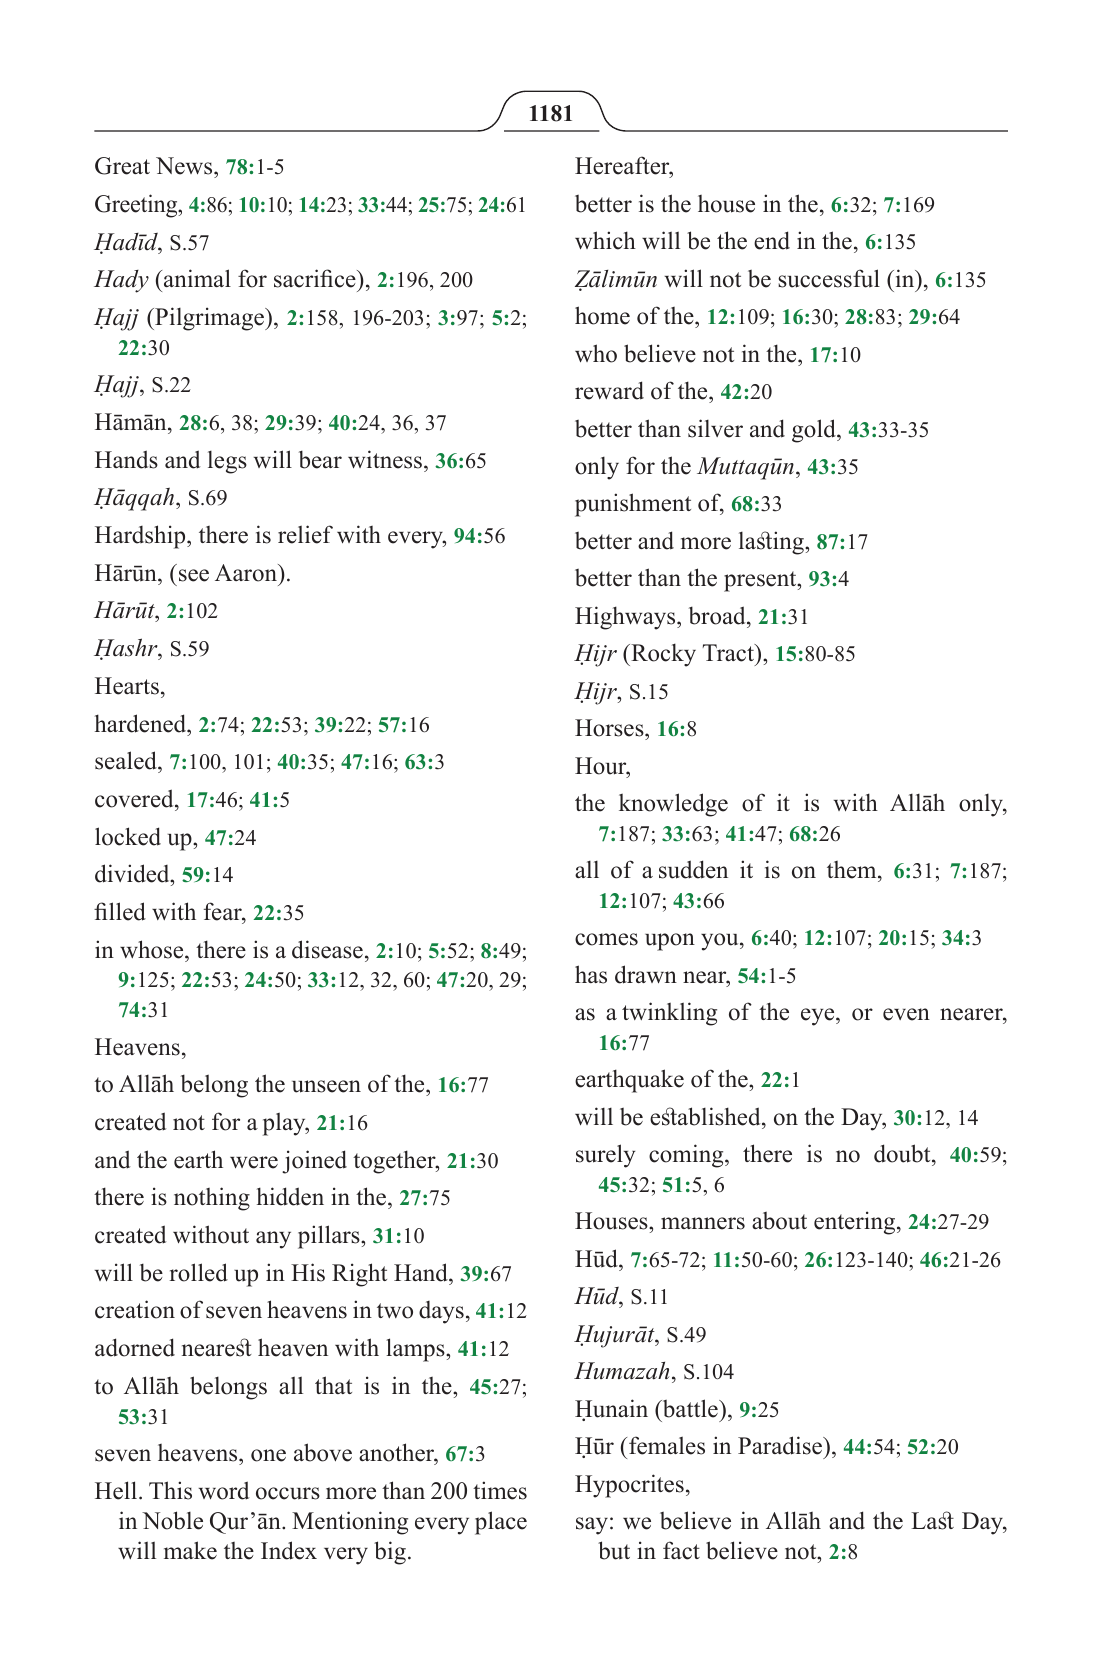 1181
Great News, 78:1-5
Greeting, 4:86; 10:10; 14:23; 33:44; 25:75; 24:61
Ḥadīd, S.57
Hady (animal for sacrifice), 2:196, 200
Ḥajj (Pilgrimage), 2:158, 196-203; 3:97; 5:2;
22:30
Ḥajj, S.22
Hāmān, 28:6, 38; 29:39; 40:24, 36, 37
Hands and legs will bear witness, 36:65
Ḥāqqah, S.69
Hardship, there is relief with every, 94:56
Hārūn, (see Aaron).
Hārūt, 2:102
Ḥashr, S.59
Hearts,
hardened, 2:74; 22:53; 39:22; 57:16
sealed, 7:100, 101; 40:35; 47:16; 63:3
covered, 17:46; 41:5
locked up, 47:24
divided, 59:14
filled with fear, 22:35
in whose, there is a disease, 2:10; 5:52; 8:49;
9:125; 22:53; 24:50; 33:12, 32, 60; 47:20, 29;
74:31
Heavens,
to Allāh belong the unseen of the, 16:77
created not for a play, 21:16
and the earth were joined together, 21:30
there is nothing hidden in the, 27:75
created without any pillars, 31:10
will be rolled up in His Right Hand, 39:67
creation of seven heavens in two days, 41:12
adorned nearest heaven with lamps, 41:12
to Allāh belongs all that is in the, 45:27;
53:31
seven heavens, one above another, 67:3
Hell. This word occurs more than 200 times
in Noble Qur’ān. Mentioning every place
will make the Index very big.
Hereafter,
better is the house in the, 6:32; 7:169
which will be the end in the, 6:135
Ẓālimūn will not be successful (in), 6:135
home of the, 12:109; 16:30; 28:83; 29:64
who believe not in the, 17:10
reward of the, 42:20
better than silver and gold, 43:33-35
only for the Muttaqūn, 43:35
punishment of, 68:33
better and more lasting, 87:17
better than the present, 93:4
Highways, broad, 21:31
Ḥijr (Rocky Tract), 15:80-85
Ḥijr, S.15
Horses, 16:8
Hour,
the knowledge of it is with Allāh only,
7:187; 33:63; 41:47; 68:26
all of a sudden it is on them, 6:31; 7:187;
12:107; 43:66
comes upon you, 6:40; 12:107; 20:15; 34:3
has drawn near, 54:1-5
as a twinkling of the eye, or even nearer,
16:77
earthquake of the, 22:1
will be established, on the Day, 30:12, 14
surely coming, there is no doubt, 40:59;
45:32; 51:5, 6
Houses, manners about entering, 24:27-29
Hūd, 7:65-72; 11:50-60; 26:123-140; 46:21-26
Hūd, S.11
Ḥujurāt, S.49
Humazah, S.104
Ḥunain (battle), 9:25
Ḥūr (females in Paradise), 44:54; 52:20
Hypocrites,
say: we believe in Allāh and the Last Day,
but in fact believe not, 2:8